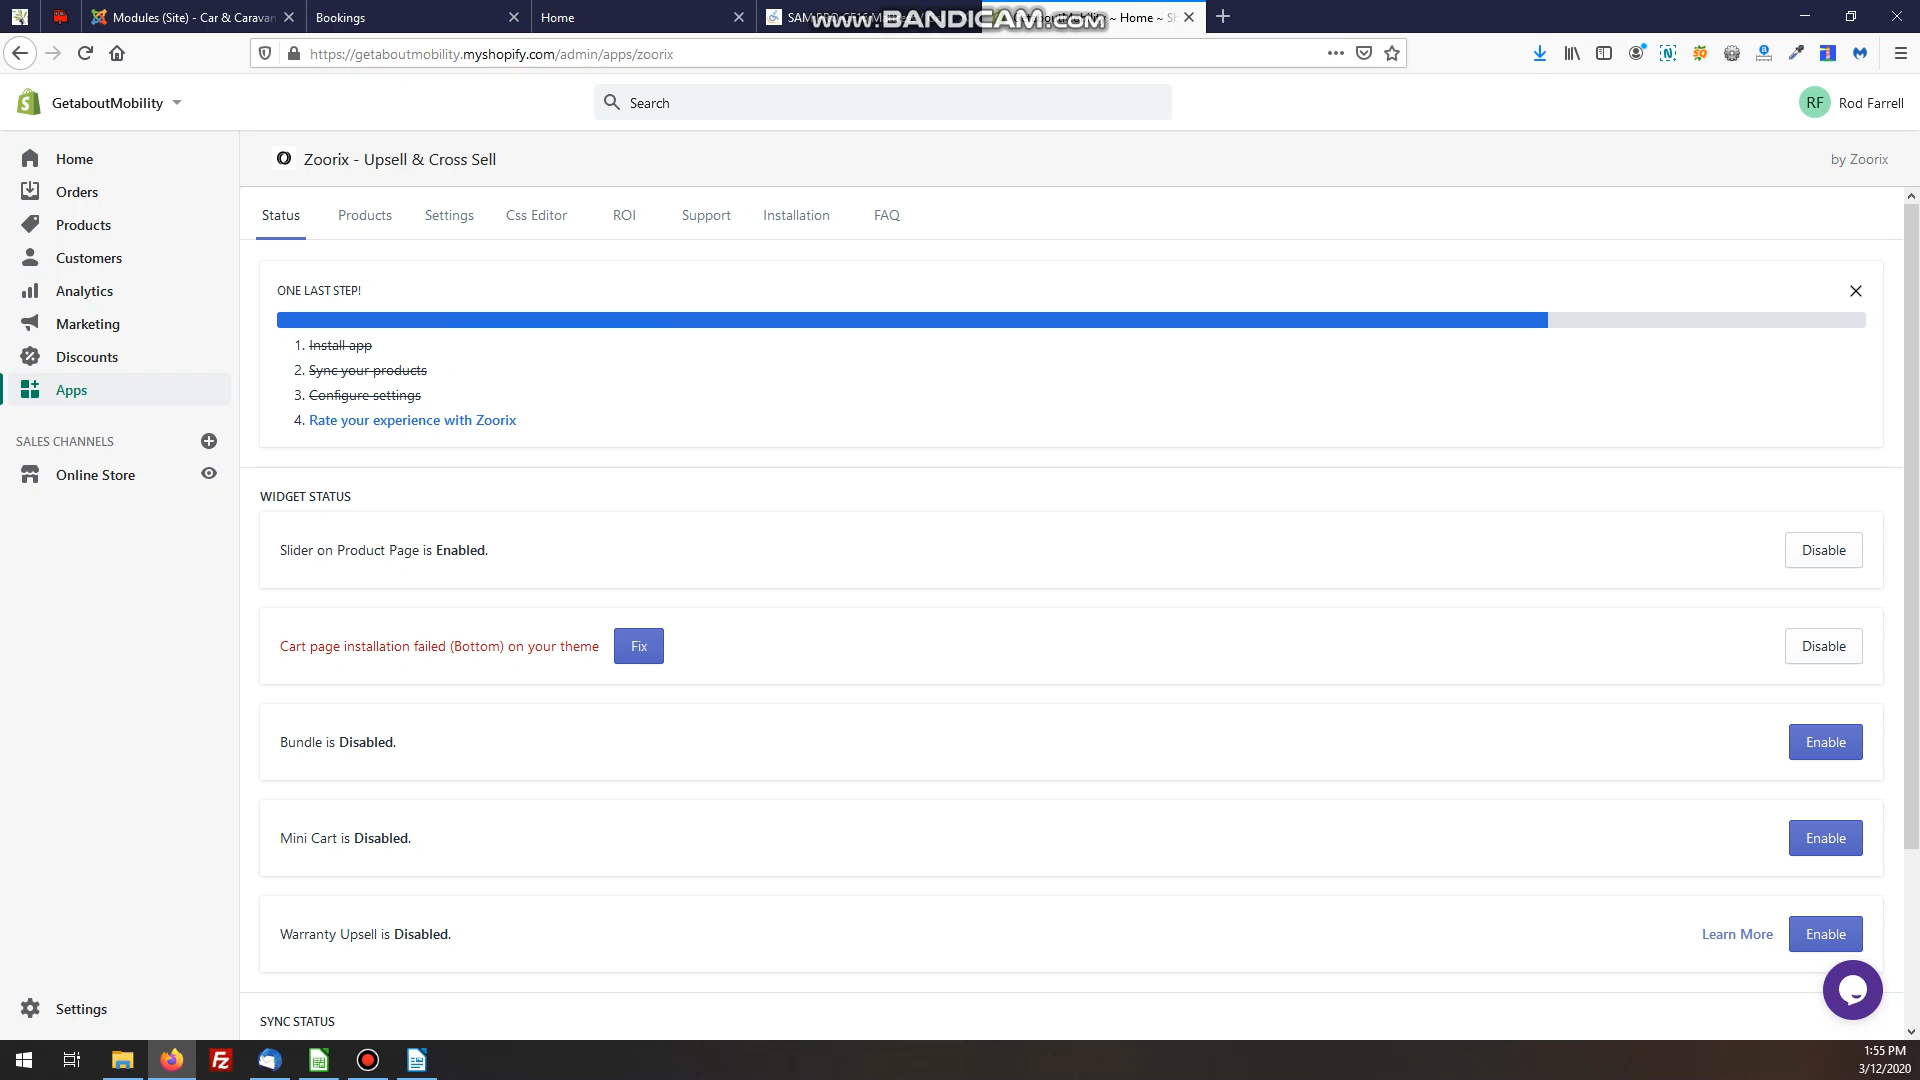 Modules (Site) - Car & Caravan
Bookings
Home
www.BANDICAM.com
~ Home ~
https://getaboutmobility.myshopify.com/admin/apps/zoorix
GetaboutMobility
Search
RF Rod Farrell
Home
Orders
Products
Customers
Analytics
Marketing
Discounts
Apps
SALES CHANNELS
Online Store
Settings
Zoorix - Upsell & Cross Sell
by Zoorix
Status Products Settings Css Editor ROI Support Installation FAQ
ONE LAST STEP!
1. Install app
2. Sync your products
3. Configure settings
4. Rate your experience with Zoorix
WIDGET STATUS
Slider on Product Page is Enabled. Disable
Cart page installation failed (Bottom) on your theme Fix Disable
Bundle is Disabled. Enable
Mini Cart is Disabled. Enable
Warranty Upsell is Disabled. Learn More Enable
SYNC STATUS
1:55 PM
3/12/2020